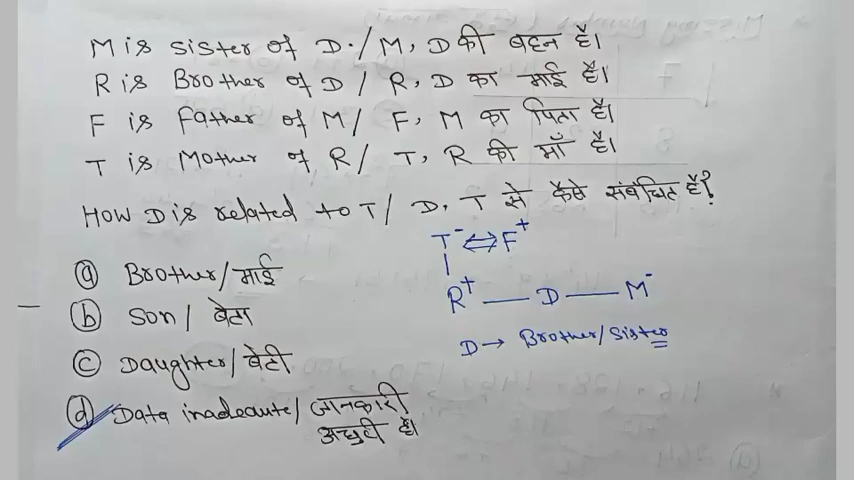 M is sister of D. / M, D की बहन है।
R is Brother of D / R, D का भाई है।
F is Father of M / F, M का पिता है।
T is Mother of R / T, R की माँ है।
How D is related to T / D, T से कैसे संबंधित है?
T⁻ ⇔ F⁺
R⁺ — D — M⁻
D → Brother/Sister
(a) Brother/भाई
(b) Son / बेटा
(c) Daughter/बेटी
(d) Data inadecaute/ जानकारी
अधुरी है।